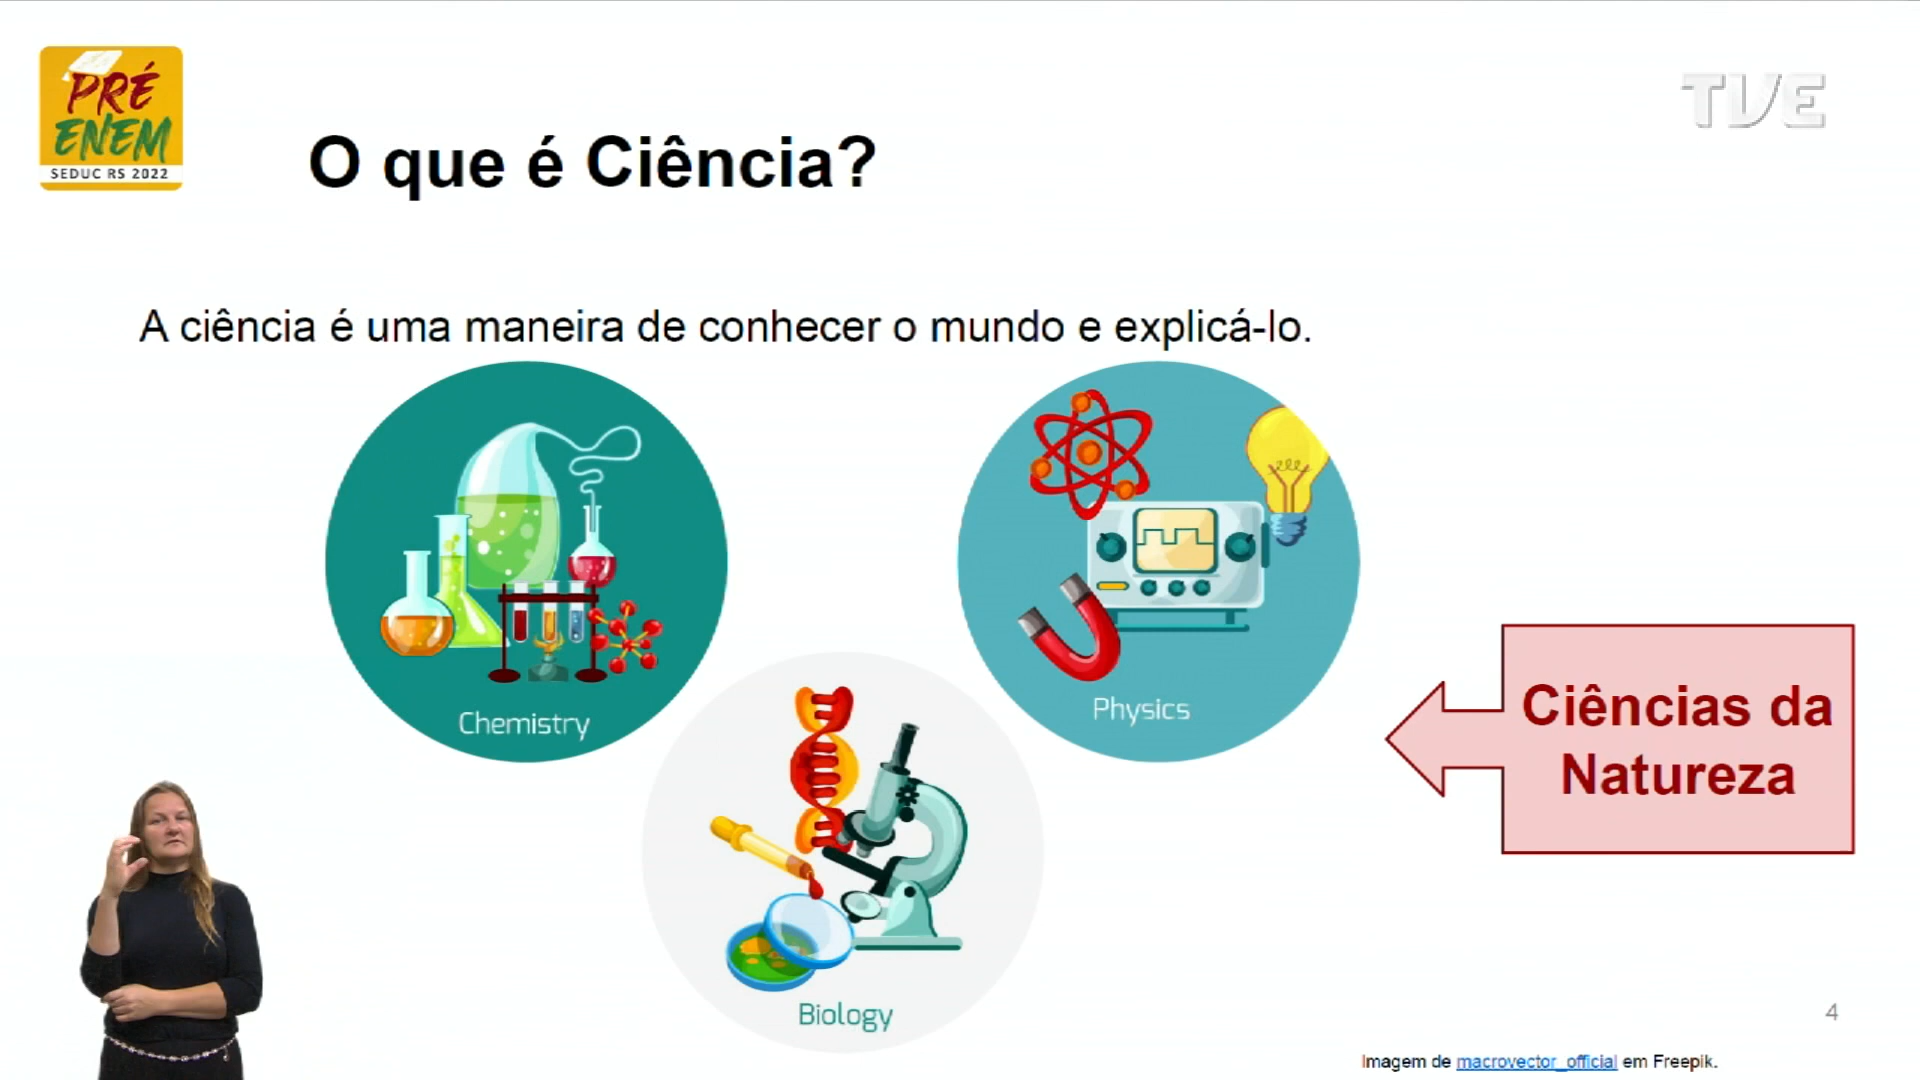 PRÉ
ENEM
SEDUC RS 2022
TVE
O que é Ciência?
A ciência é uma maneira de conhecer o mundo e explicá-lo.
Chemistry
Physics
Ciências da
Natureza
Biology
4
Imagem de macrovector_official em Freepik.